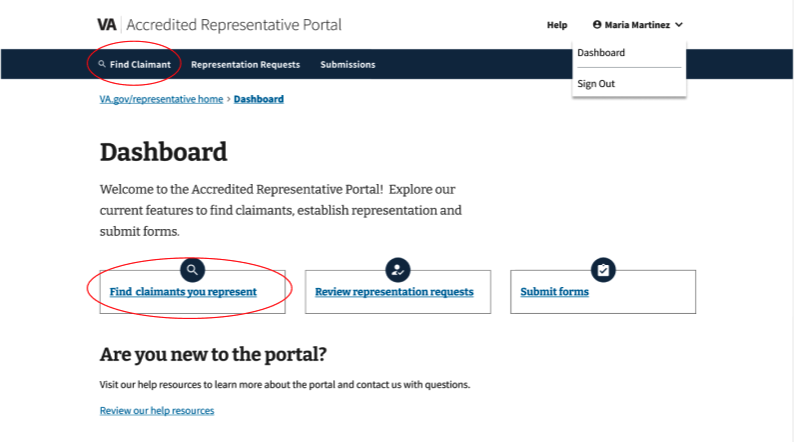 VA Accredited Representative Portal
Help
Maria Martinez
Dashboard
Sign Out
Find Claimant
Representation Requests
Submissions
VA.gov/representative home > Dashboard
Dashboard
Welcome to the Accredited Representative Portal! Explore our
current features to find claimants, establish representation and
submit forms.
Find claimants you represent
Review representation requests
Submit forms
Are you new to the portal?
Visit our help resources to learn more about the portal and contact us with questions.
Review our help resources